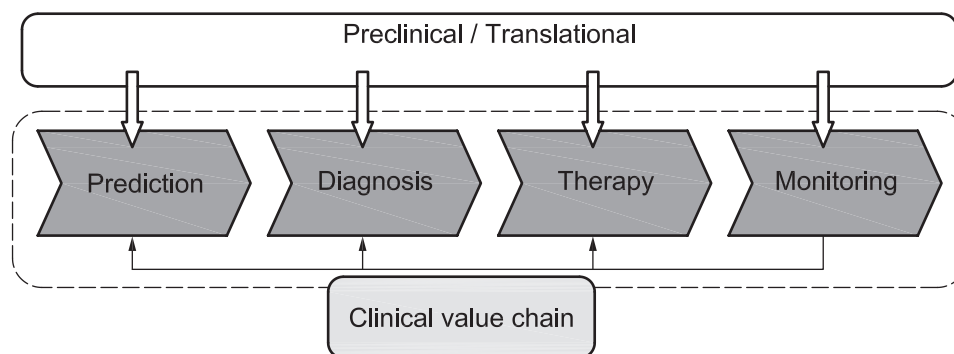 Preclinical / Translational
Prediction
Diagnosis
Therapy
Monitoring
Clinical value chain